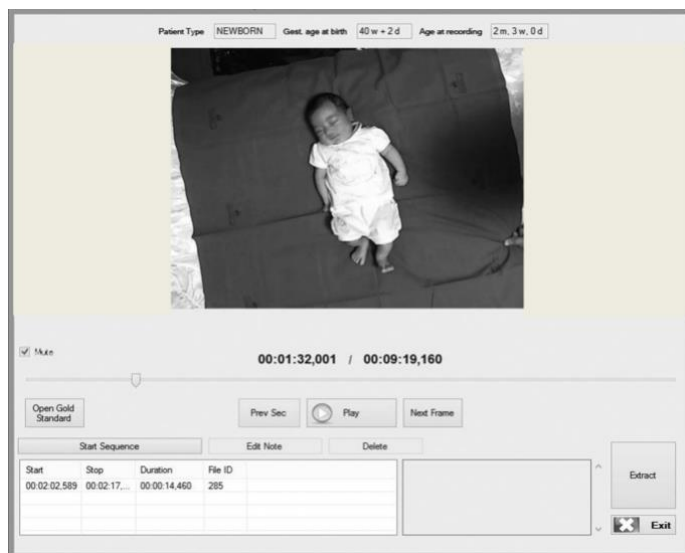 Patient Type NEWBORN Gest. age at birth 40 w + 2 d Age at recording 2 m, 3 w, 0 d
Mute
00:01:32,001 / 00:09:19,160
Open Gold Standard Prev Sec Play Next Frame
Start Sequence Edit Note Delete
Start Stop Duration File ID
00:02:02,589 00:02:17,... 00:00:14,460 285
Extract
Exit